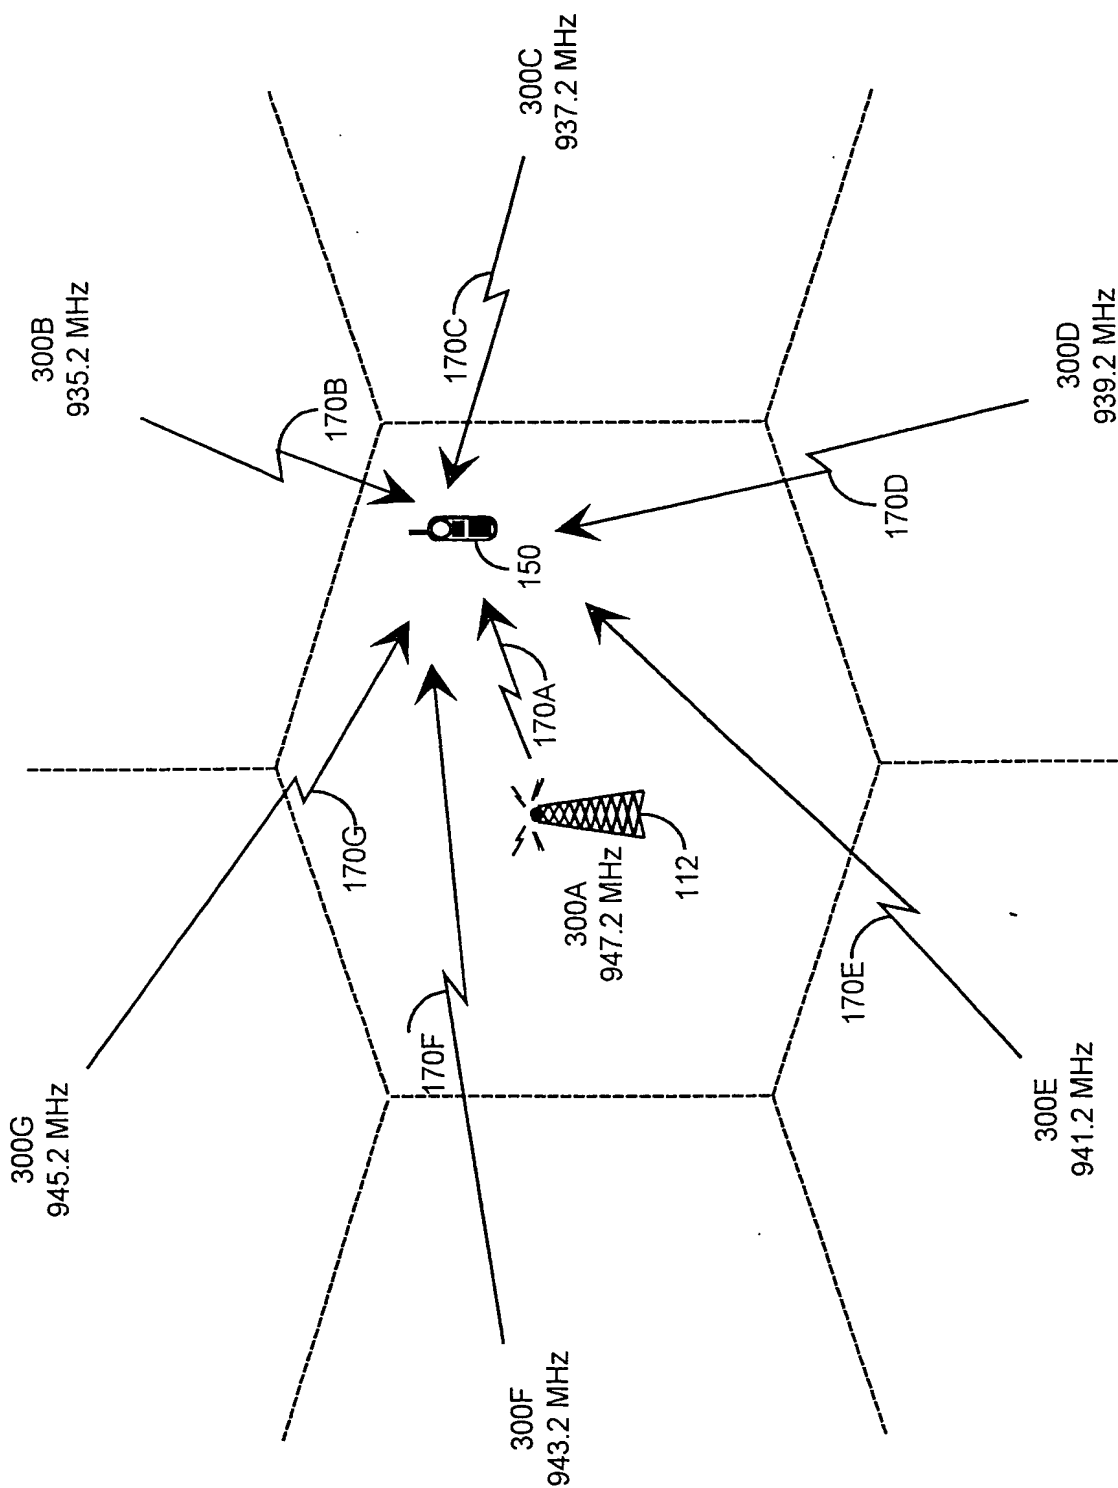 300G
945.2 MHz
300B
935.2 MHz
170G
170B
300F
943.2 MHz
170F
170A
150
170C
300C
937.2 MHz
300A
947.2 MHz
112
170E
170D
300E
941.2 MHz
300D
939.2 MHz